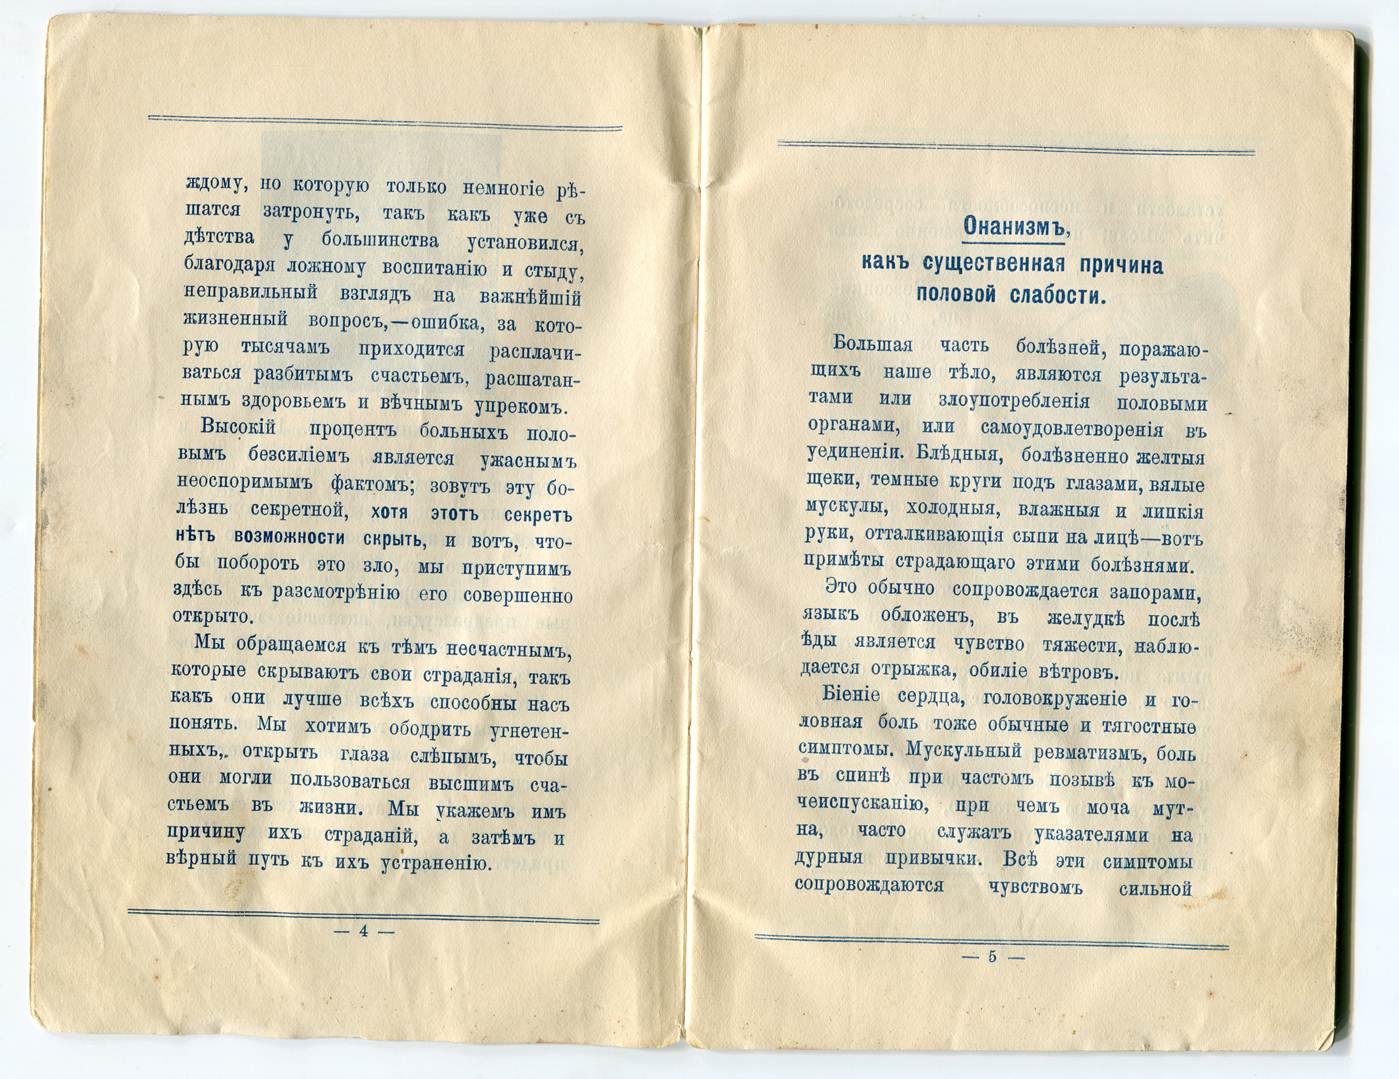 ждому, но которую только немногіе рѣ-
шатся затронуть, такъ какъ уже съ
дѣтства у большинства установился,
благодаря ложному воспитанію и стыду,
неправильный взглядъ на важнѣйшій
жизненный вопросъ,—ошибка, за кото-
рую тысячамъ приходится расплачи-
ваться разбитымъ счастьемъ, расшатан-
нымъ здоровьемъ и вѣчнымъ упрекомъ.
Высокій процентъ больныхъ поло-
вымъ безсиліемъ является ужаснымъ
неоспоримымъ фактомъ; зовутъ эту бо-
лѣзнь секретной, хотя этотъ секретъ
нѣтъ возможности скрыть, и вотъ, что-
бы побороть это зло, мы приступимъ
здѣсь къ разсмотрѣнію его совершенно
открыто.
Мы обращаемся къ тѣмъ несчастнымъ,
которые скрываютъ свои страданія, такъ
какъ они лучше всѣхъ способны насъ
понять. Мы хотимъ ободрить угнетен-
ныхъ, открыть глаза слѣпымъ, чтобы
они могли пользоваться высшимъ сча-
стьемъ въ жизни. Мы укажемъ имъ
причину ихъ страданій, а затѣмъ и
вѣрный путь къ ихъ устраненію.
— 4 —
Онанизмъ,
какъ существенная причина
половой слабости.
Большая часть болѣзней, поражаю-
щихъ наше тѣло, являются результа-
тами или злоупотребленія половыми
органами, или самоудовлетворенія въ
уединеніи. Блѣдныя, болѣзненно желтыя
щеки, темные круги подъ глазами, вялые
мускулы, холодныя, влажныя и липкія
руки, отталкивающія сыпи на лицѣ—вотъ
примѣты страдающаго этими болѣзнями.
Это обычно сопровождается запорами,
языкъ обложенъ, въ желудкѣ послѣ
ѣды является чувство тяжести, наблю-
дается отрыжка, обиліе вѣтровъ.
Біеніе сердца, головокруженіе и го-
ловная боль тоже обычные и тягостные
симптомы. Мускульный ревматизмъ, боль
въ спинѣ при частомъ позывѣ къ мо-
чеиспусканію, при чемъ моча мут-
на, часто служатъ указателями на
дурныя привычки. Всѣ эти симптомы
сопровождаются чувствомъ сильной
— 5 —